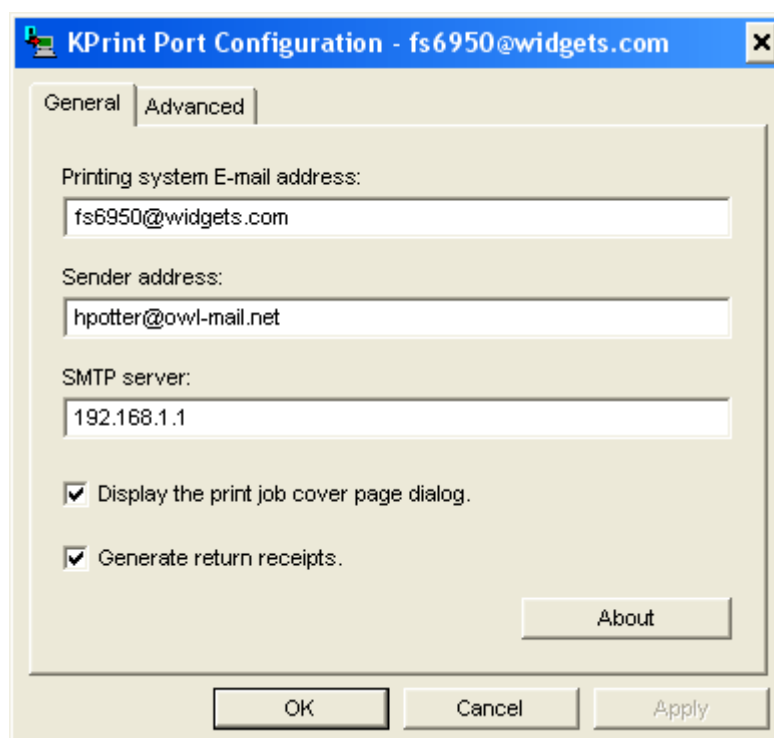 KPrint Port Configuration - fs6950@widgets.com
General Advanced
Printing system E-mail address:
fs6950@widgets.com
Sender address:
hpotter@owl-mail.net
SMTP server:
192.168.1.1
Display the print job cover page dialog.
Generate return receipts.
About
OK Cancel Apply